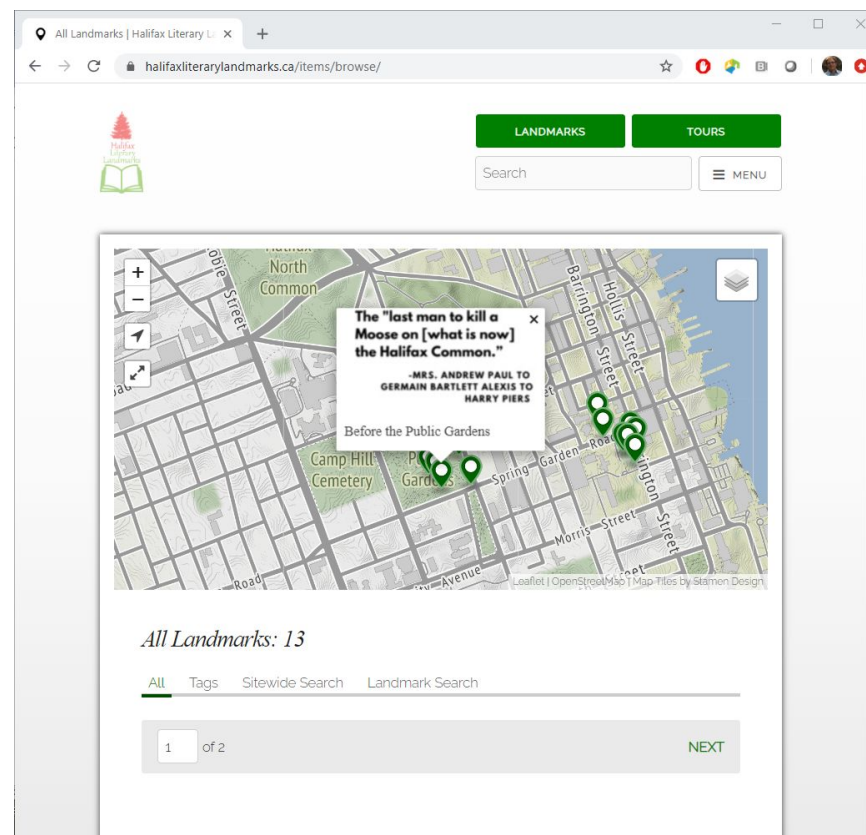 All Landmarks | Halifax Literary La
halifaxliterarylandmarks.ca/items/browse/
Halifax
Literary
Landmarks
LANDMARKS
TOURS
Search
MENU
+
−
North
Common
Street
Barrington
Street
Hollis
Street
The "last man to kill a
Moose on [what is now]
the Halifax Common."
-MRS. ANDREW PAUL TO
GERMAIN BARTLETT ALEXIS TO
HARRY PIERS
Before the Public Gardens
Camp Hill
Cemetery
Spring Garden Road
Morris Street
Street
Road
Avenue
Leaflet | OpenStreetMap | Map Tiles by Stamen Design
All Landmarks: 13
All Tags Sitewide Search Landmark Search
1 of 2 NEXT